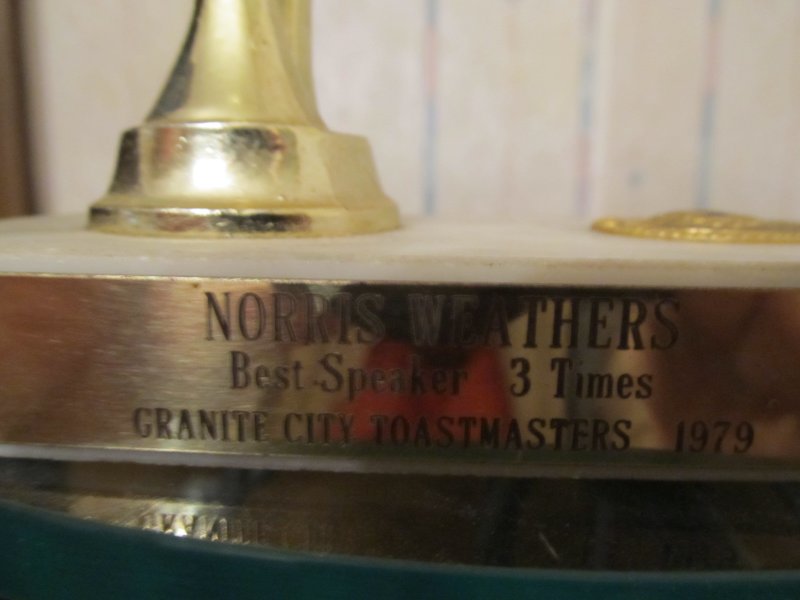 NORRIS WEATHERS
Best Speaker 3 Times
GRANITE CITY TOASTMASTERS 1979